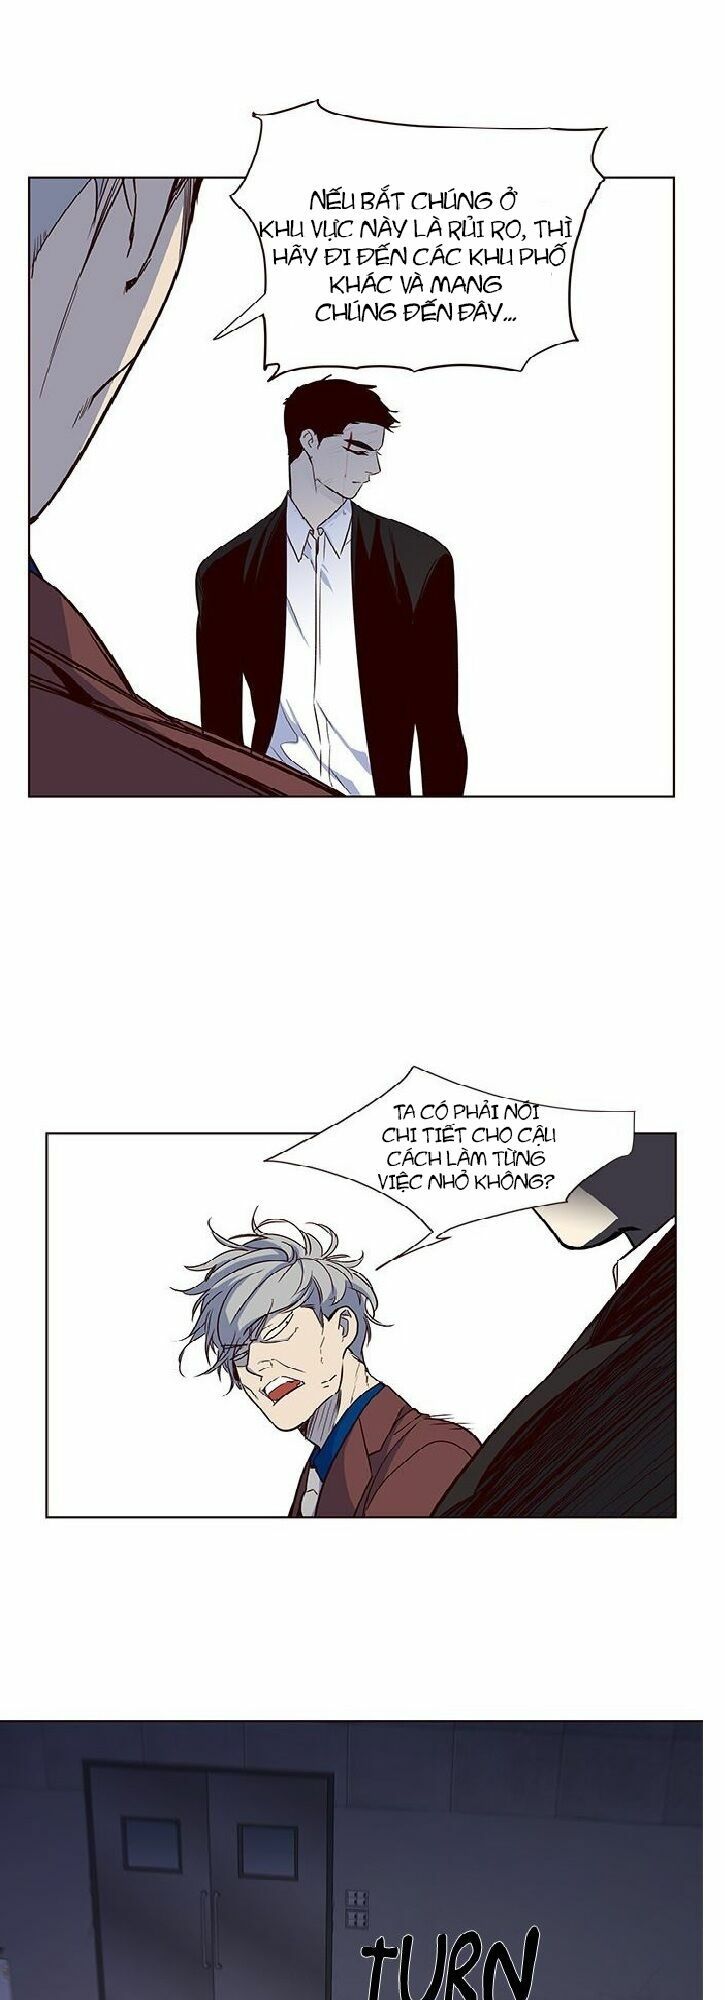 NẾU BẮT CHÚNG Ở
KHU VỰC NÀY LÀ RỦI RO, THÌ
HÃY ĐI ĐẾN CÁC KHU PHỐ
KHÁC VÀ MANG
CHÚNG ĐẾN ĐÂY...
TA CÓ PHẢI NÓI
CHI TIẾT CHO CẬU
CÁCH LÀM TỪNG
VIỆC NHỎ KHÔNG?
TURN